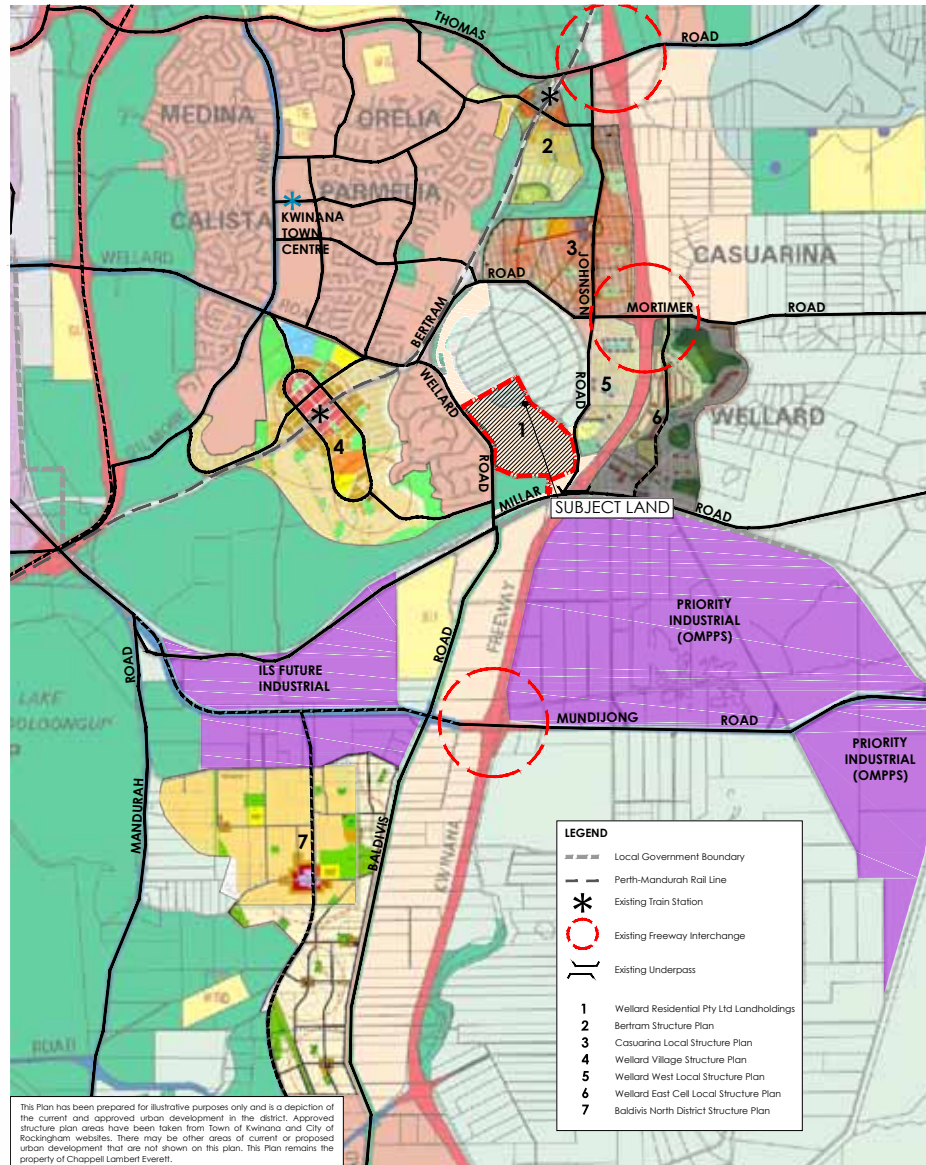 THOMAS
ROAD
MEDINA
ORELIA
2
AVENUE
PARMELIA
CALISTA
KWINANA
TOWN
CENTRE
WELLARD
3
CASUARINA
ROAD
JOHNSON
MORTIMER
ROAD
BERTRAM
WELLARD
ROAD
5
6
WELLARD
1
4
ROAD
MILLAR
SUBJECT LAND
ROAD
PRIORITY
INDUSTRIAL
(OMPPS)
FREEWAY
ROAD
ROAD
ILS FUTURE
INDUSTRIAL
LAKE
MUNDIJONG
ROAD
PRIORITY
INDUSTRIAL
(OMPPS)
MANDURAH
BALDIVIS
7
KWINANA
ROAD
LEGEND
Local Government Boundary
Perth-Mandurah Rail Line
Existing Train Station
Existing Freeway Interchange
Existing Underpass
1 Wellard Residential Pty Ltd Landholdings
2 Bertram Structure Plan
3 Casuarina Local Structure Plan
4 Wellard Village Structure Plan
5 Wellard West Local Structure Plan
6 Wellard East Cell Local Structure Plan
7 Baldivis North District Structure Plan
This Plan has been prepared for illustrative purposes only and is a depiction of
the current and approved urban development in the district. Approved
structure plan areas have been taken from Town of Kwinana and City of
Rockingham websites. There may be other areas of current or proposed
urban development that are not shown on this plan. This Plan remains the
property of Chappell Lambert Everett.